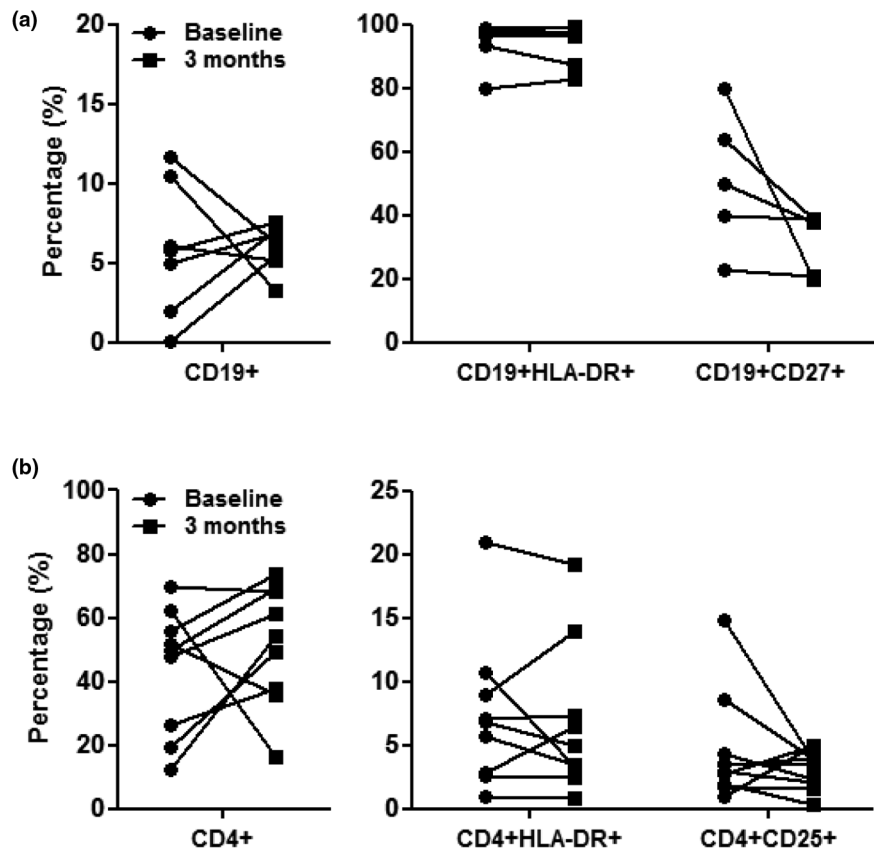 (a)
Percentage (%)
20
15
10
5
0
Baseline
3 months
CD19+
100
80
60
40
20
0
CD19+HLA-DR+
CD19+CD27+
(b)
Percentage (%)
100
80
60
40
20
0
Baseline
3 months
CD4+
25
20
15
10
5
0
CD4+HLA-DR+
CD4+CD25+